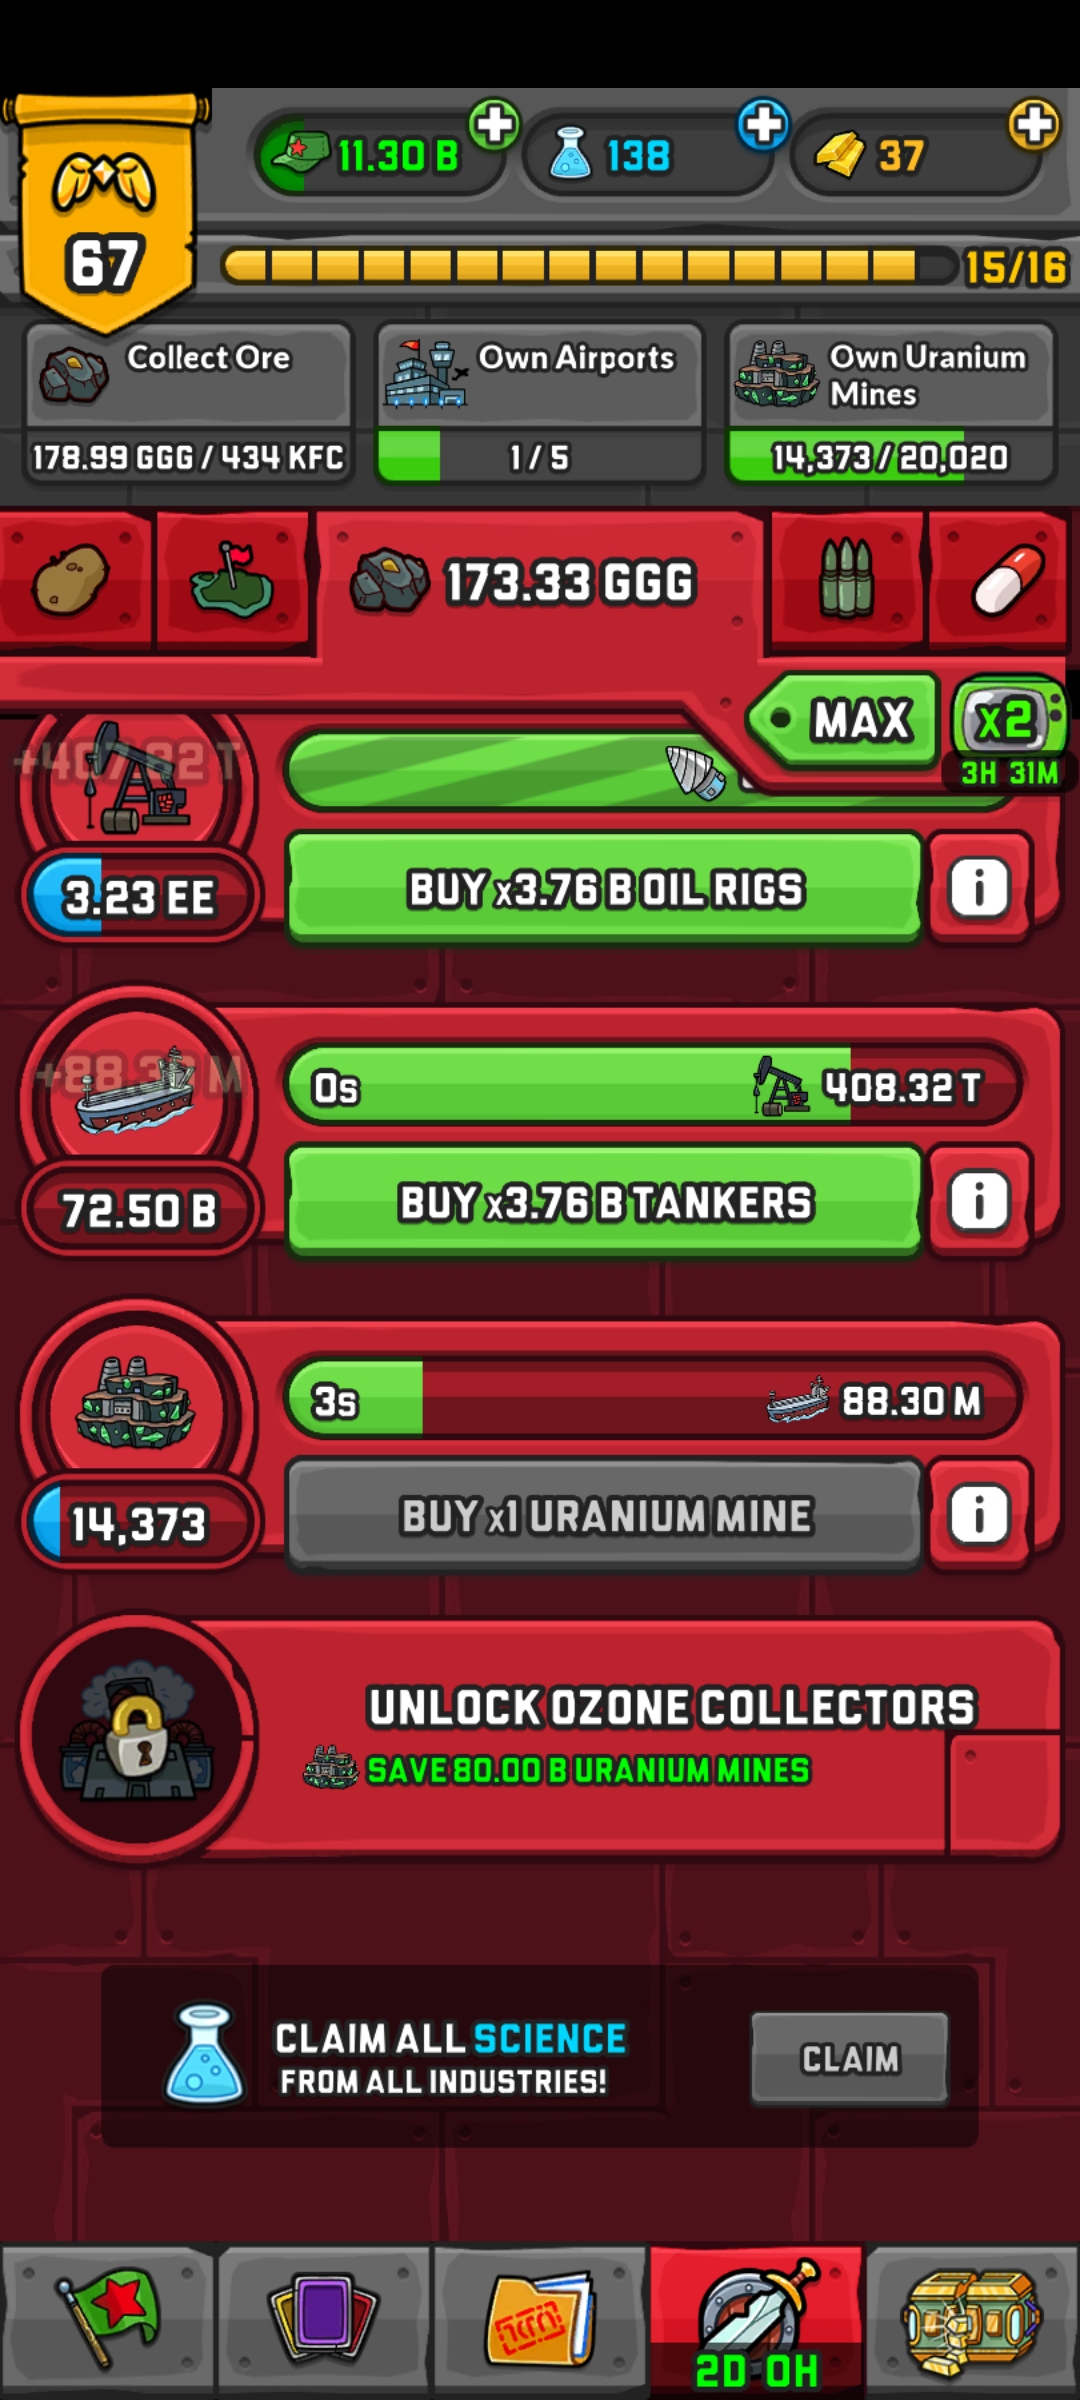 11.30 B
138
37
67
15/16
Collect Ore
178.99 GGG / 434 KFC
Own Airports
1 / 5
Own Uranium
Mines
14,373 / 20,020
173.33 GGG
MAX
x2
3H 31M
3.23 EE
BUY x3.76 B OIL RIGS
i
0s
408.32 T
72.50 B
BUY x3.76 B TANKERS
i
3s
88.30 M
14,373
BUY x1 URANIUM MINE
i
UNLOCK OZONE COLLECTORS
SAVE 80.00 B URANIUM MINES
CLAIM ALL SCIENCE
FROM ALL INDUSTRIES!
CLAIM
2D 0H